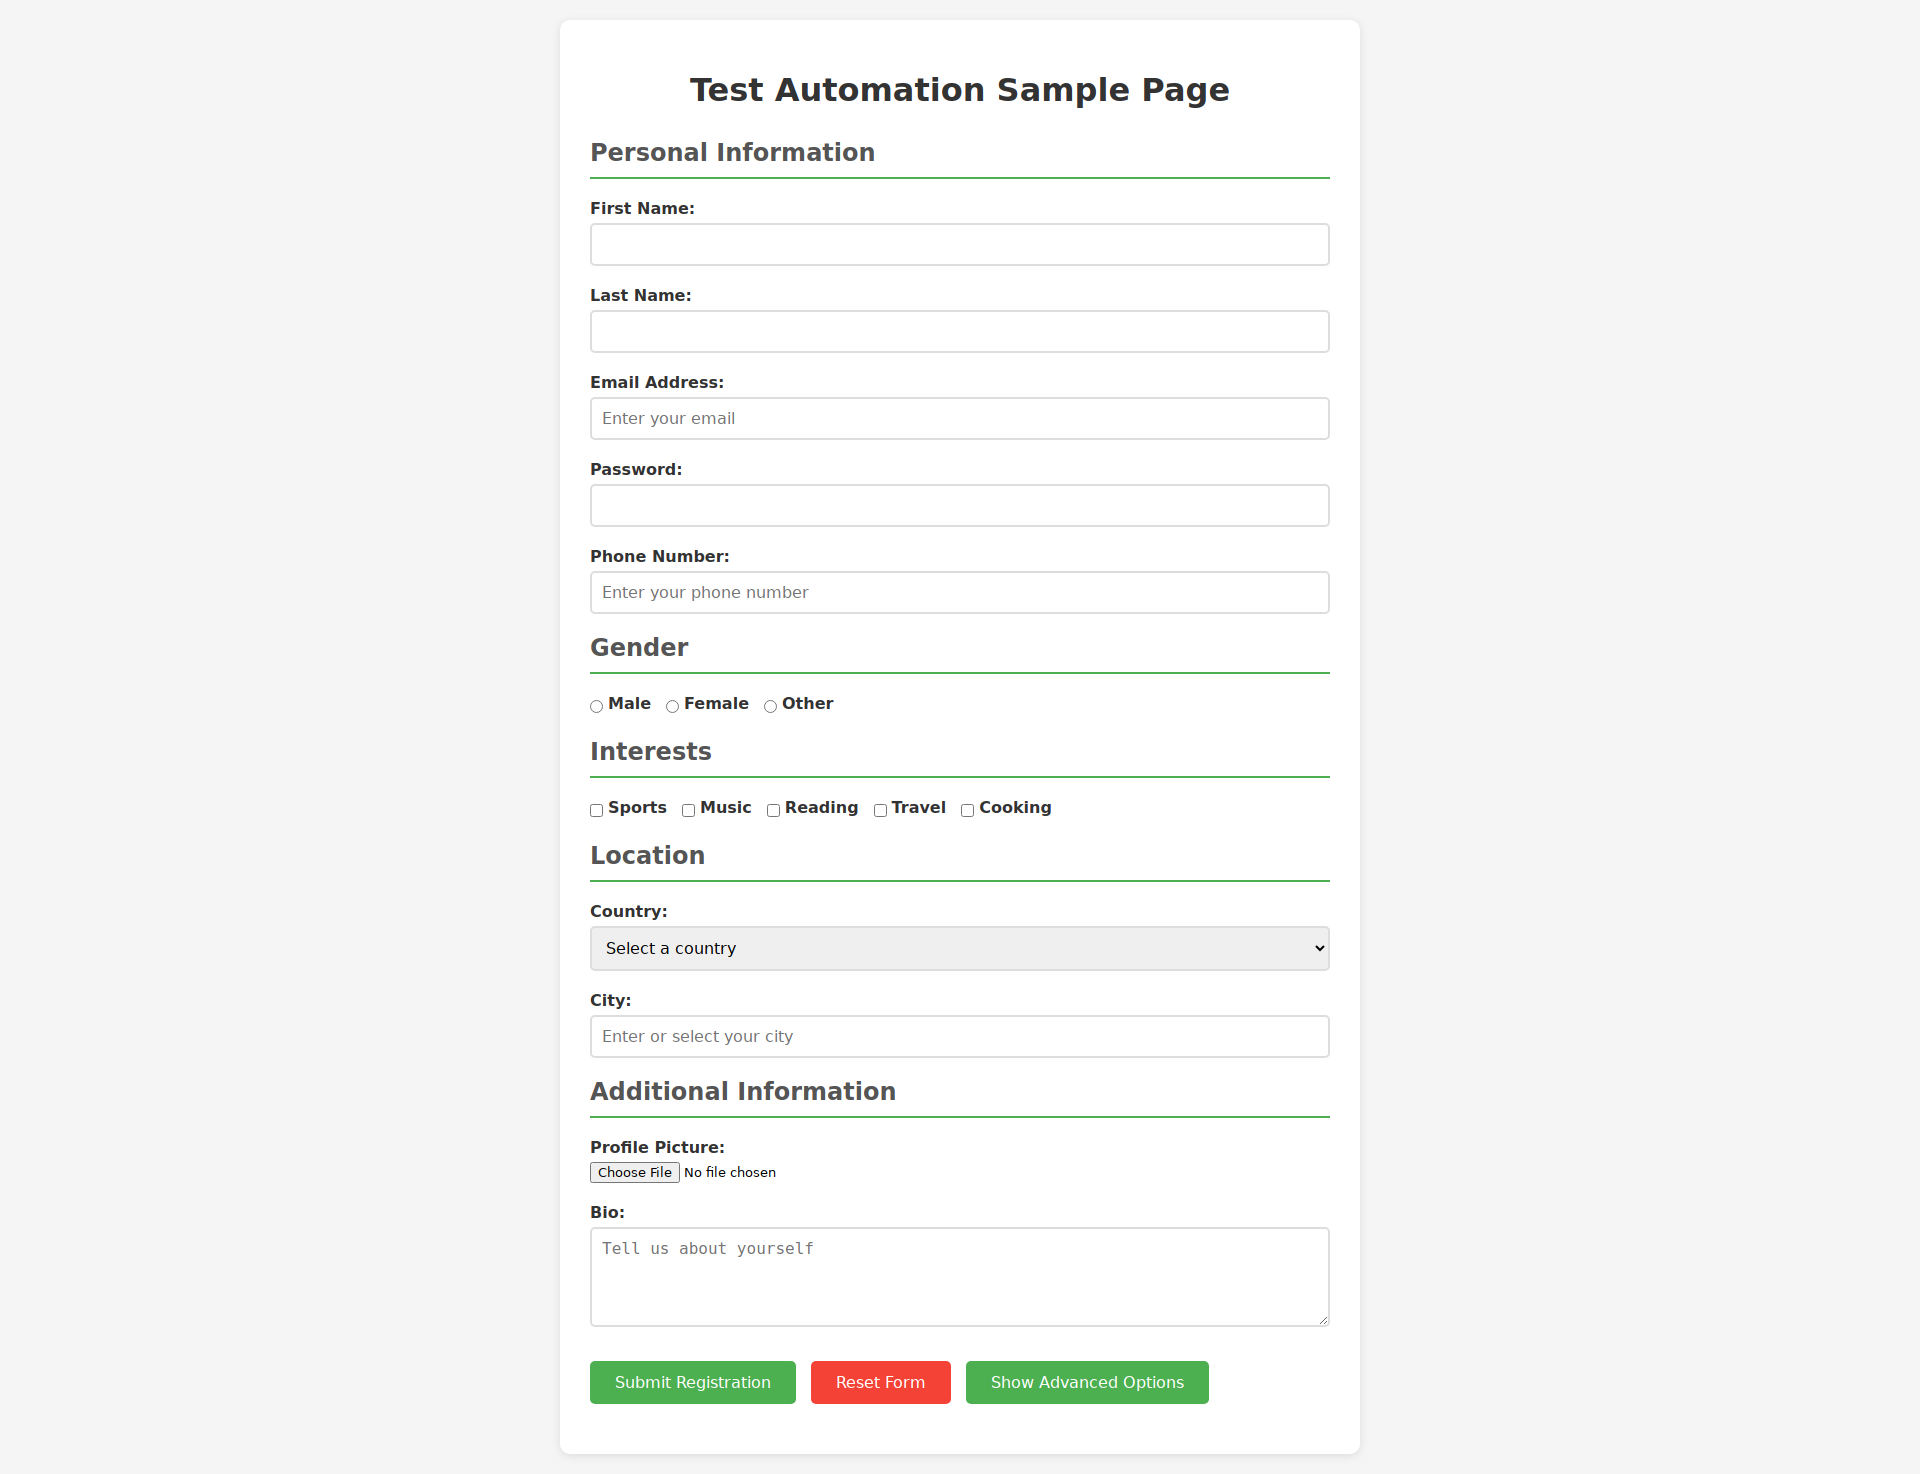 Test Automation Sample Page
Personal Information
First Name:
Last Name:
Email Address:
Enter your email
Password:
Phone Number:
Enter your phone number
Gender
Male Female Other
Interests
Sports Music Reading Travel Cooking
Location
Country:
Select a country
City:
Enter or select your city
Additional Information
Profile Picture:
Choose File No file chosen
Bio:
Tell us about yourself
Submit Registration Reset Form Show Advanced Options